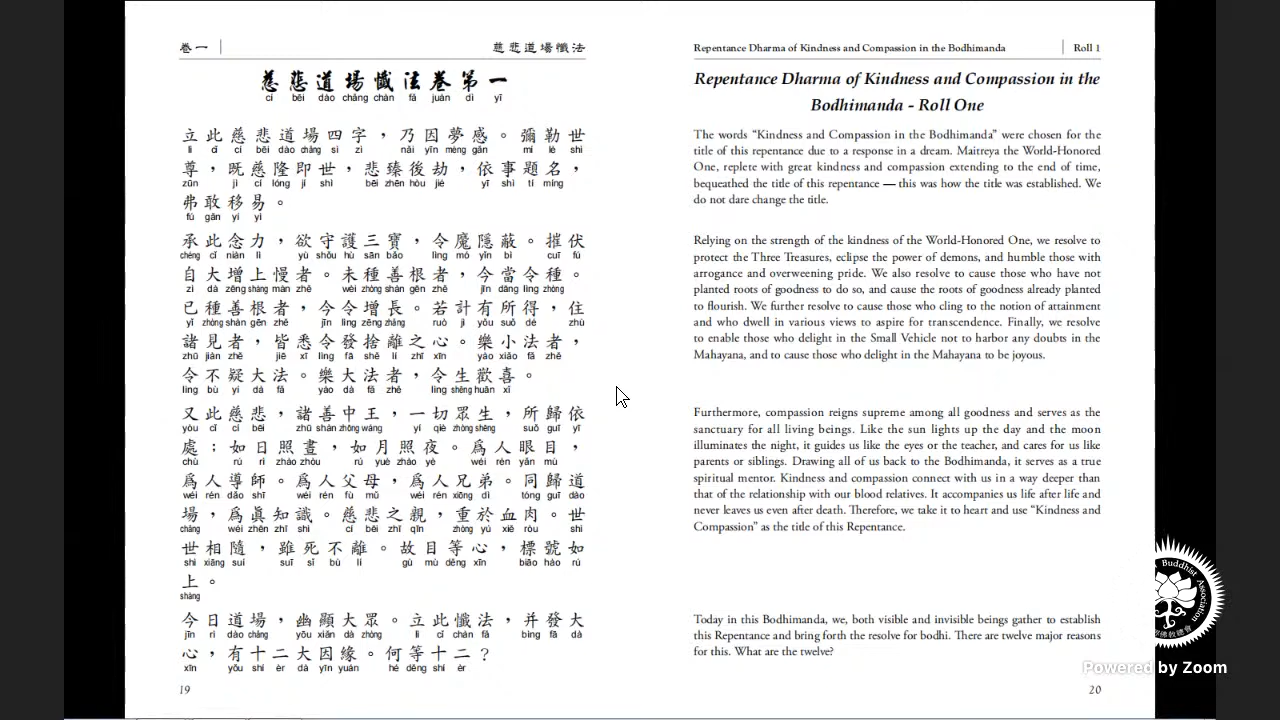 卷一
慈悲道場懺法
慈悲道場懺法卷第一
cí bēi dào chǎng chàn fǎ juàn dì yī
立此慈悲道場四字，乃因夢感。彌勒世
lì cǐ cí bēi dào chǎng sì zì nǎi yīn mèng gǎn mí lè shì
尊，既慈隆即世，悲臻後劫，依事題名，
zūn jì cí lóng jí shì bēi zhēn hòu jié yī shì tí míng
弗敢移易。
fú gǎn yí yì
承此念力，欲守護三寶，令魔隱蔽。摧伏
chéng cǐ niàn lì yù shǒu hù sān bǎo lìng mó yǐn bì cuī fú
自大增上慢者。未種善根者，今當令種。
zì dà zēng shàng màn zhě wèi zhòng shàn gēn zhě jīn dāng lìng zhòng
已種善根者，今令增長。若計有所得，住
yǐ zhòng shàn gēn zhě jīn lìng zēng zhǎng ruò jì yǒu suǒ dé zhù
諸見者，皆悉令發捨離之心。樂小法者，
zhū jiàn zhě jiē xī lìng fā shě lí zhī xīn yào xiǎo fǎ zhě
令不疑大法。樂大法者，令生歡喜。
lìng bù yí dà fǎ yào dà fǎ zhě lìng shēng huān xǐ
又此慈悲，諸善中王，一切眾生，所歸依
yòu cǐ cí bēi zhū shàn zhōng wáng yí qiè zhòng shēng suǒ guī yī
處；如日照晝，如月照夜。爲人眼目，
chù rú rì zhào zhòu rú yuè zhào yè wéi rén yǎn mù
爲人導師。爲人父母，爲人兄弟。同歸道
wéi rén dǎo shī wéi rén fù mǔ wéi rén xiōng dì tóng guī dào
場，爲真知識。慈悲之親，重於血肉。世
chǎng wéi zhēn zhī shì cí bēi zhī qīn zhòng yú xiě ròu shì
世相隨，雖死不離。故目等心，標號如
shì xiāng suí suī sǐ bù lí gù mù děng xīn biāo hào rú
上。
shàng
今日道場，幽顯大眾。立此懺法，并發大
jīn rì dào chǎng yōu xiǎn dà zhòng lì cǐ chàn fǎ bìng fā dà
心，有十二大因緣。何等十二？
xīn yǒu shí èr dà yīn yuán hé děng shí èr
19
Repentance Dharma of Kindness and Compassion in the Bodhimanda
Roll 1
Repentance Dharma of Kindness and Compassion in the
Bodhimanda - Roll One
The words “Kindness and Compassion in the Bodhimanda” were chosen for the
title of this repentance due to a response in a dream. Maitreya the World-Honored
One, replete with great kindness and compassion extending to the end of time,
bequeathed the title of this repentance — this was how the title was established. We
do not dare change the title.
Relying on the strength of the kindness of the World-Honored One, we resolve to
protect the Three Treasures, eclipse the power of demons, and humble those with
arrogance and overweening pride. We also resolve to cause those who have not
planted roots of goodness to do so, and cause the roots of goodness already planted
to flourish. We further resolve to cause those who cling to the notion of attainment
and who dwell in various views to aspire for transcendence. Finally, we resolve
to enable those who delight in the Small Vehicle not to harbor any doubts in the
Mahayana, and to cause those who delight in the Mahayana to be joyous.
Furthermore, compassion reigns supreme among all goodness and serves as the
sanctuary for all living beings. Like the sun lights up the day and the moon
illuminates the night, it guides us like the eyes or the teacher, and cares for us like
parents or siblings. Drawing all of us back to the Bodhimanda, it serves as a true
spiritual mentor. Kindness and compassion connect with us in a way deeper than
that of the relationship with our blood relatives. It accompanies us life after life and
never leaves us even after death. Therefore, we take it to heart and use “Kindness and
Compassion” as the title of this Repentance.
Today in this Bodhimanda, we, both visible and invisible beings gather to establish
this Repentance and bring forth the resolve for bodhi. There are twelve major reasons
for this. What are the twelve?
20
Buddhist Association
Powered by Zoom